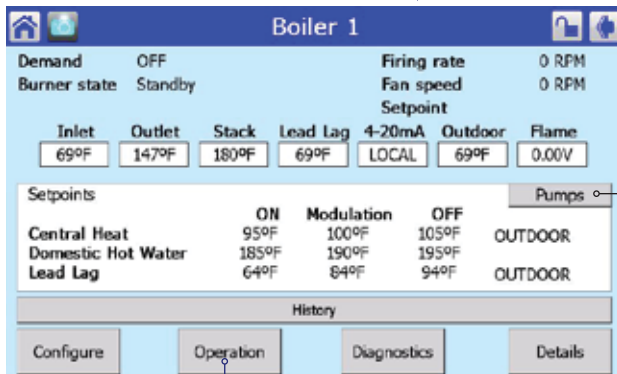 Boiler 1
Demand OFF Firing rate 0 RPM
Burner state Standby Fan speed 0 RPM
Setpoint
Inlet Outlet Stack Lead Lag 4-20mA Outdoor Flame
69ºF 147ºF 180ºF 69ºF LOCAL 69ºF 0.00V
Setpoints Pumps
ON Modulation OFF
Central Heat 95ºF 100ºF 105ºF OUTDOOR
Domestic Hot Water 185ºF 190ºF 195ºF
Lead Lag 64ºF 84ºF 94ºF OUTDOOR
History
Configure Operation Diagnostics Details